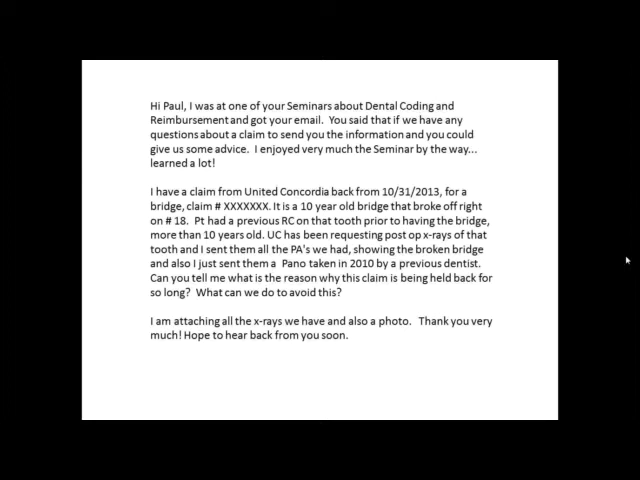 Hi Paul, I was at one of your Seminars about Dental Coding and
Reimbursement and got your email.  You said that if we have any
questions about a claim to send you the information and you could
give us some advice.  I enjoyed very much the Seminar by the way...
learned a lot!
I have a claim from United Concordia back from 10/31/2013, for a
bridge, claim # XXXXXXX. It is a 10 year old bridge that broke off right
on # 18.  Pt had a previous RC on that tooth prior to having the bridge,
more than 10 years old. UC has been requesting post op x-rays of that
tooth and I sent them all the PA's we had, showing the broken bridge
and also I just sent them a  Pano taken in 2010 by a previous dentist.
Can you tell me what is the reason why this claim is being held back for
so long?  What can we do to avoid this?
I am attaching all the x-rays we have and also a photo.   Thank you very
much! Hope to hear back from you soon.